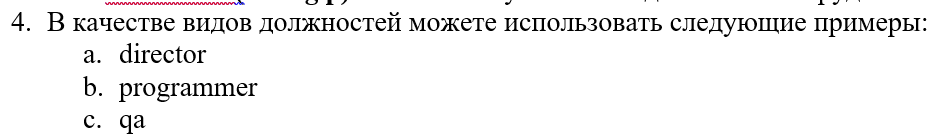 4. В качестве видов должностей можете использовать следующие примеры:
a. director
b. programmer
c. qa